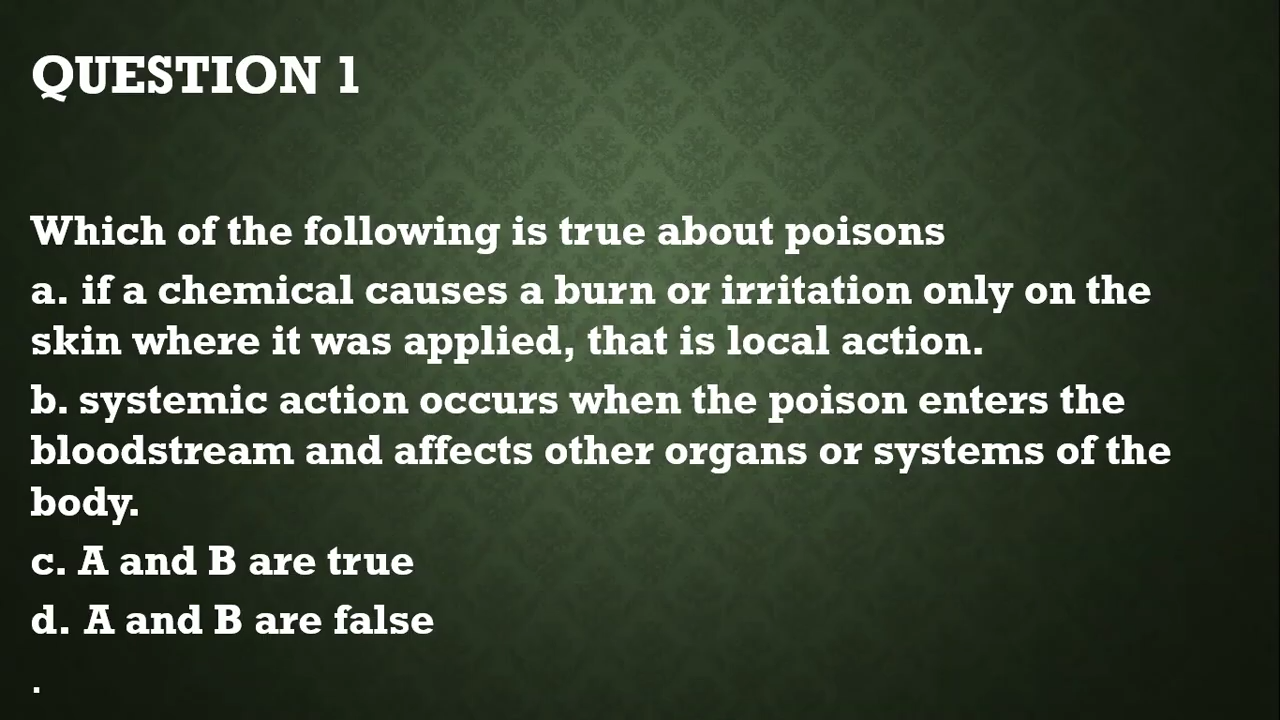 QUESTION 1
Which of the following is true about poisons
a. if a chemical causes a burn or irritation only on the
skin where it was applied, that is local action.
b. systemic action occurs when the poison enters the
bloodstream and affects other organs or systems of the
body.
c. A and B are true
d. A and B are false
.